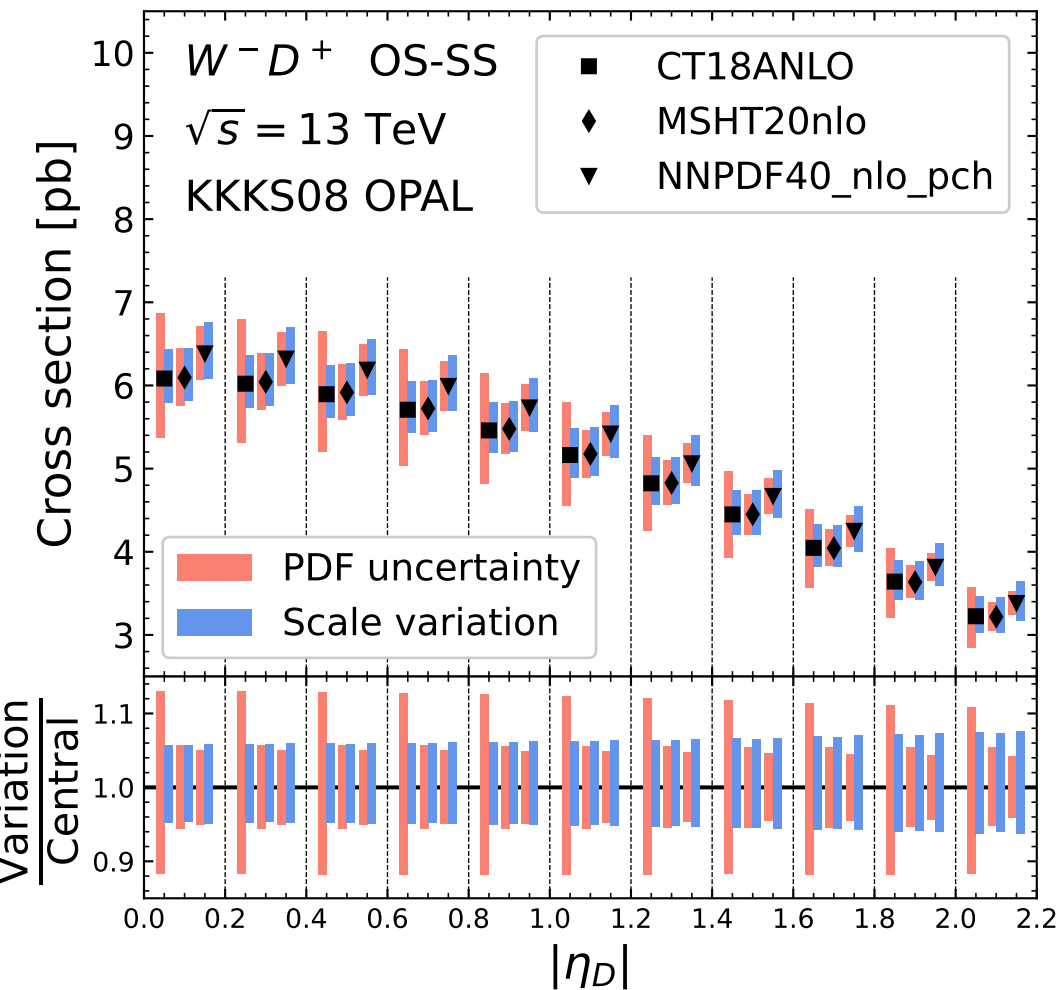 W⁻D⁺ OS-SS
√s = 13 TeV
KKKS08 OPAL
CT18ANLO
MSHT20nlo
NNPDF40_nlo_pch
Cross section [pb]
10
9
8
7
6
5
4
3
PDF uncertainty
Scale variation
Variation
Central
1.1
1.0
0.9
0.0 0.2 0.4 0.6 0.8 1.0 1.2 1.4 1.6 1.8 2.0 2.2
|η_D|